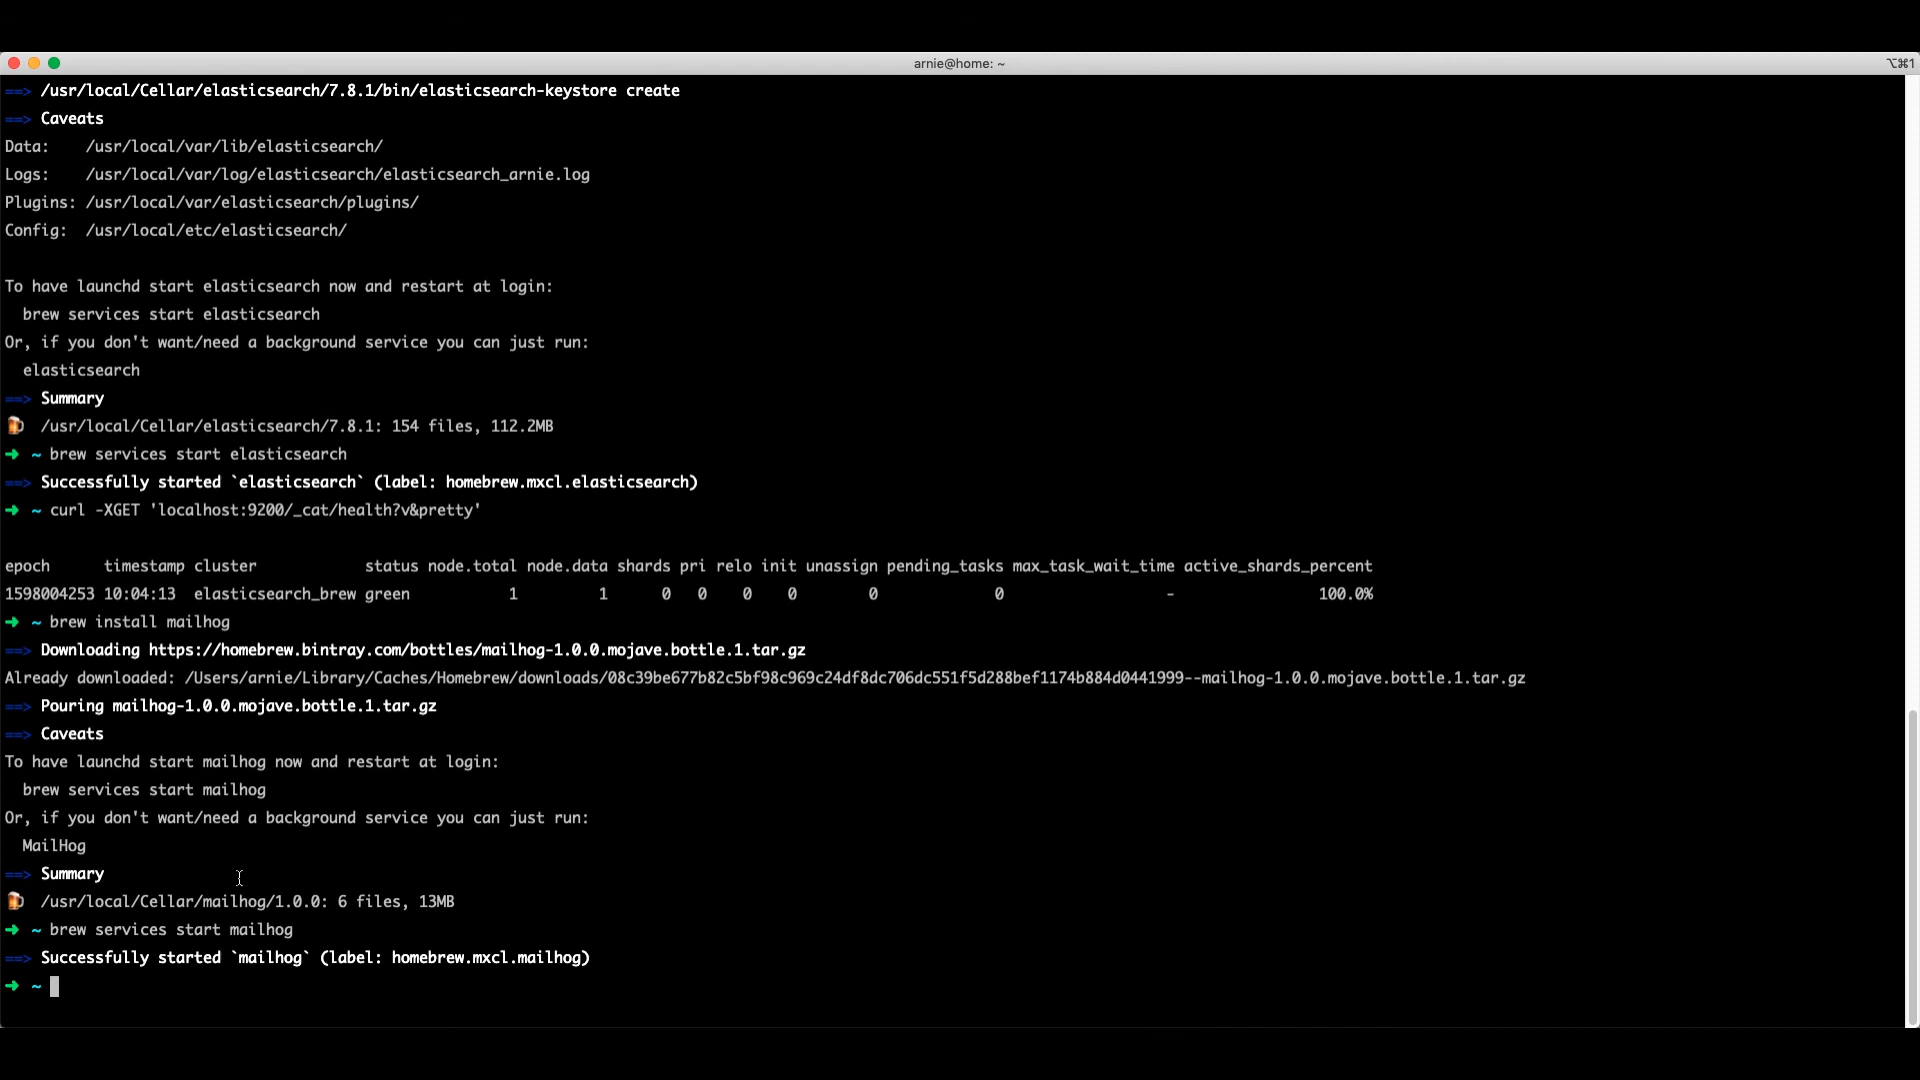 arnie@home: ~
⌥⌘1
==> /usr/local/Cellar/elasticsearch/7.8.1/bin/elasticsearch-keystore create
==> Caveats
Data:    /usr/local/var/lib/elasticsearch/
Logs:    /usr/local/var/log/elasticsearch/elasticsearch_arnie.log
Plugins: /usr/local/var/elasticsearch/plugins/
Config:  /usr/local/etc/elasticsearch/
To have launchd start elasticsearch now and restart at login:
  brew services start elasticsearch
Or, if you don't want/need a background service you can just run:
  elasticsearch
==> Summary
🍺  /usr/local/Cellar/elasticsearch/7.8.1: 154 files, 112.2MB
➜  ~ brew services start elasticsearch
==> Successfully started `elasticsearch` (label: homebrew.mxcl.elasticsearch)
➜  ~ curl -XGET 'localhost:9200/_cat/health?v&pretty'
epoch      timestamp cluster            status node.total node.data shards pri relo init unassign pending_tasks max_task_wait_time active_shards_percent
1598004253 10:04:13  elasticsearch_brew green           1         1      0   0    0    0        0             0                  -                100.0%
➜  ~ brew install mailhog
==> Downloading https://homebrew.bintray.com/bottles/mailhog-1.0.0.mojave.bottle.1.tar.gz
Already downloaded: /Users/arnie/Library/Caches/Homebrew/downloads/08c39be677b82c5bf98c969c24df8dc706dc551f5d288bef1174b884d0441999--mailhog-1.0.0.mojave.bottle.1.tar.gz
==> Pouring mailhog-1.0.0.mojave.bottle.1.tar.gz
==> Caveats
To have launchd start mailhog now and restart at login:
  brew services start mailhog
Or, if you don't want/need a background service you can just run:
  MailHog
==> Summary
🍺  /usr/local/Cellar/mailhog/1.0.0: 6 files, 13MB
➜  ~ brew services start mailhog
==> Successfully started `mailhog` (label: homebrew.mxcl.mailhog)
➜  ~